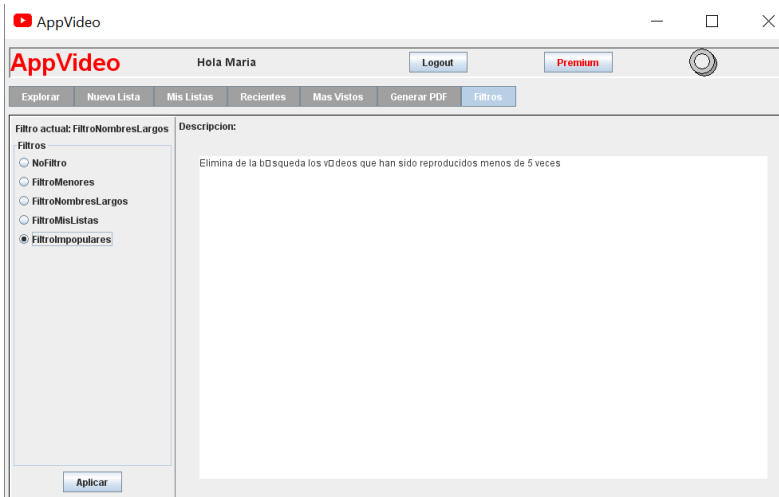 AppVideo
AppVideo Hola Maria Logout Premium
Explorar Nueva Lista Mis Listas Recientes Mas Vistos Generar PDF Filtros
Filtro actual: FiltroNombresLargos
Descripcion:
Filtros
NoFiltro
FiltroMenores
FiltroNombresLargos
FiltroMisListas
FiltroImpopulares
Elimina de la b□squeda los v□deos que han sido reproducidos menos de 5 veces
Aplicar